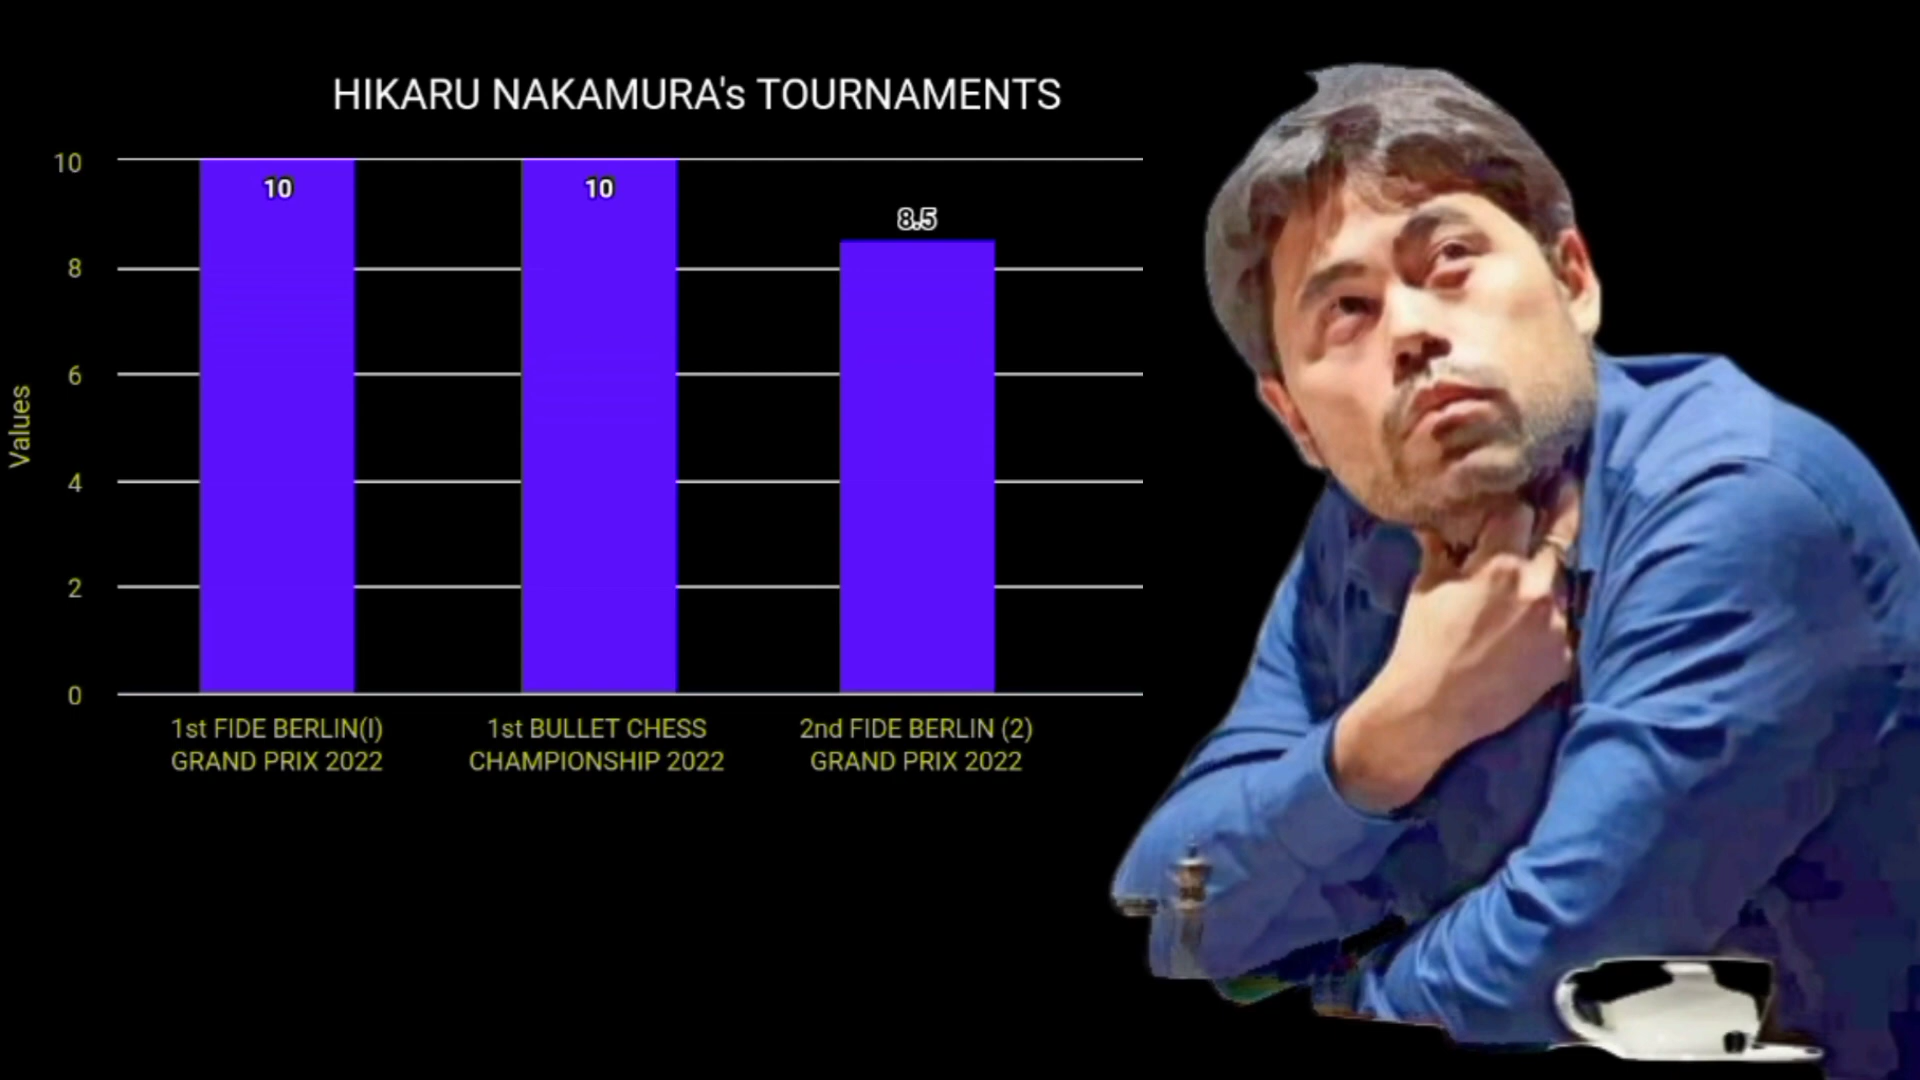 HIKARU NAKAMURA's TOURNAMENTS
10
8
6
4
2
0
Values
10
10
8.5
1st FIDE BERLIN(I)
GRAND PRIX 2022
1st BULLET CHESS
CHAMPIONSHIP 2022
2nd FIDE BERLIN (2)
GRAND PRIX 2022